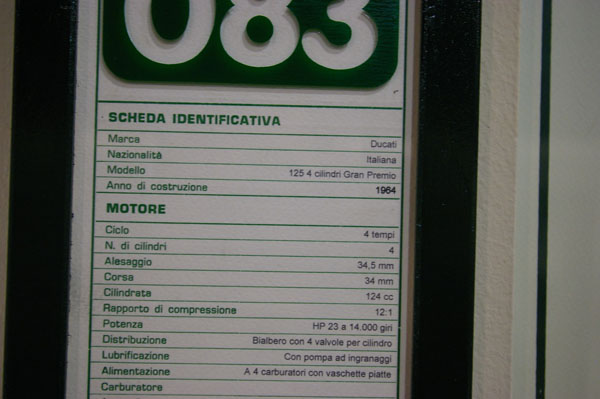 083
SCHEDA IDENTIFICATIVA
Marca Ducati
Nazionalità Italiana
Modello 125 4 cilindri Gran Premio
Anno di costruzione 1964
MOTORE
Ciclo 4 tempi
N. di cilindri 4
Alesaggio 34,5 mm
Corsa 34 mm
Cilindrata 124 cc
Rapporto di compressione 12:1
Potenza HP 23 a 14.000 giri
Distribuzione Bialbero con 4 valvole per cilindro
Lubrificazione Con pompa ad ingranaggi
Alimentazione A 4 carburatori con vaschette piatte
Carburatore